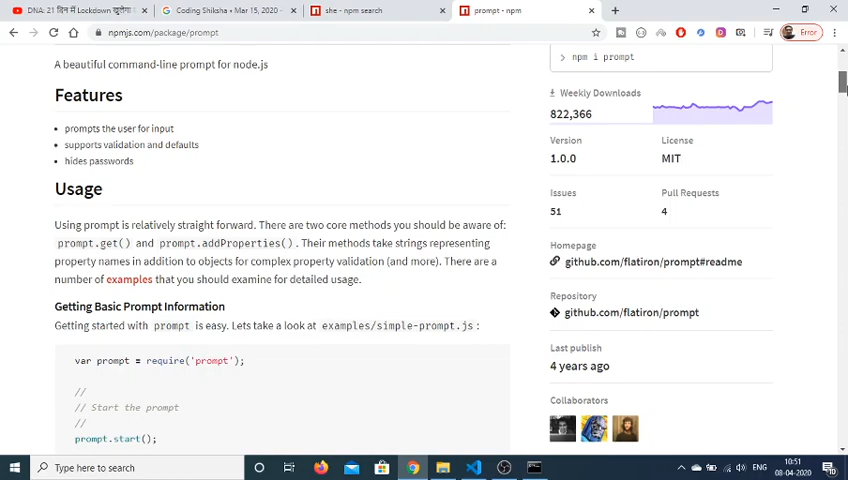 DNA: 21 दिन में Lockdown खुलेगा
Coding Shiksha • Mar 15, 2020 -
she - npm search
prompt - npm
npmjs.com/package/prompt
Error
A beautiful command-line prompt for node.js
Features
prompts the user for input
supports validation and defaults
hides passwords
Usage
Using prompt is relatively straight forward. There are two core methods you should be aware of:
prompt.get() and prompt.addProperties(). Their methods take strings representing
property names in addition to objects for complex property validation (and more). There are a
number of examples that you should examine for detailed usage.
Getting Basic Prompt Information
Getting started with prompt is easy. Lets take a look at examples/simple-prompt.js :
var prompt = require('prompt');
//
// Start the prompt
//
prompt.start();
> npm i prompt
Weekly Downloads
822,366
Version
License
1.0.0
MIT
Issues
Pull Requests
51
4
Homepage
github.com/flatiron/prompt#readme
Repository
github.com/flatiron/prompt
Last publish
4 years ago
Collaborators
Type here to search
ENG
10:51
08-04-2020